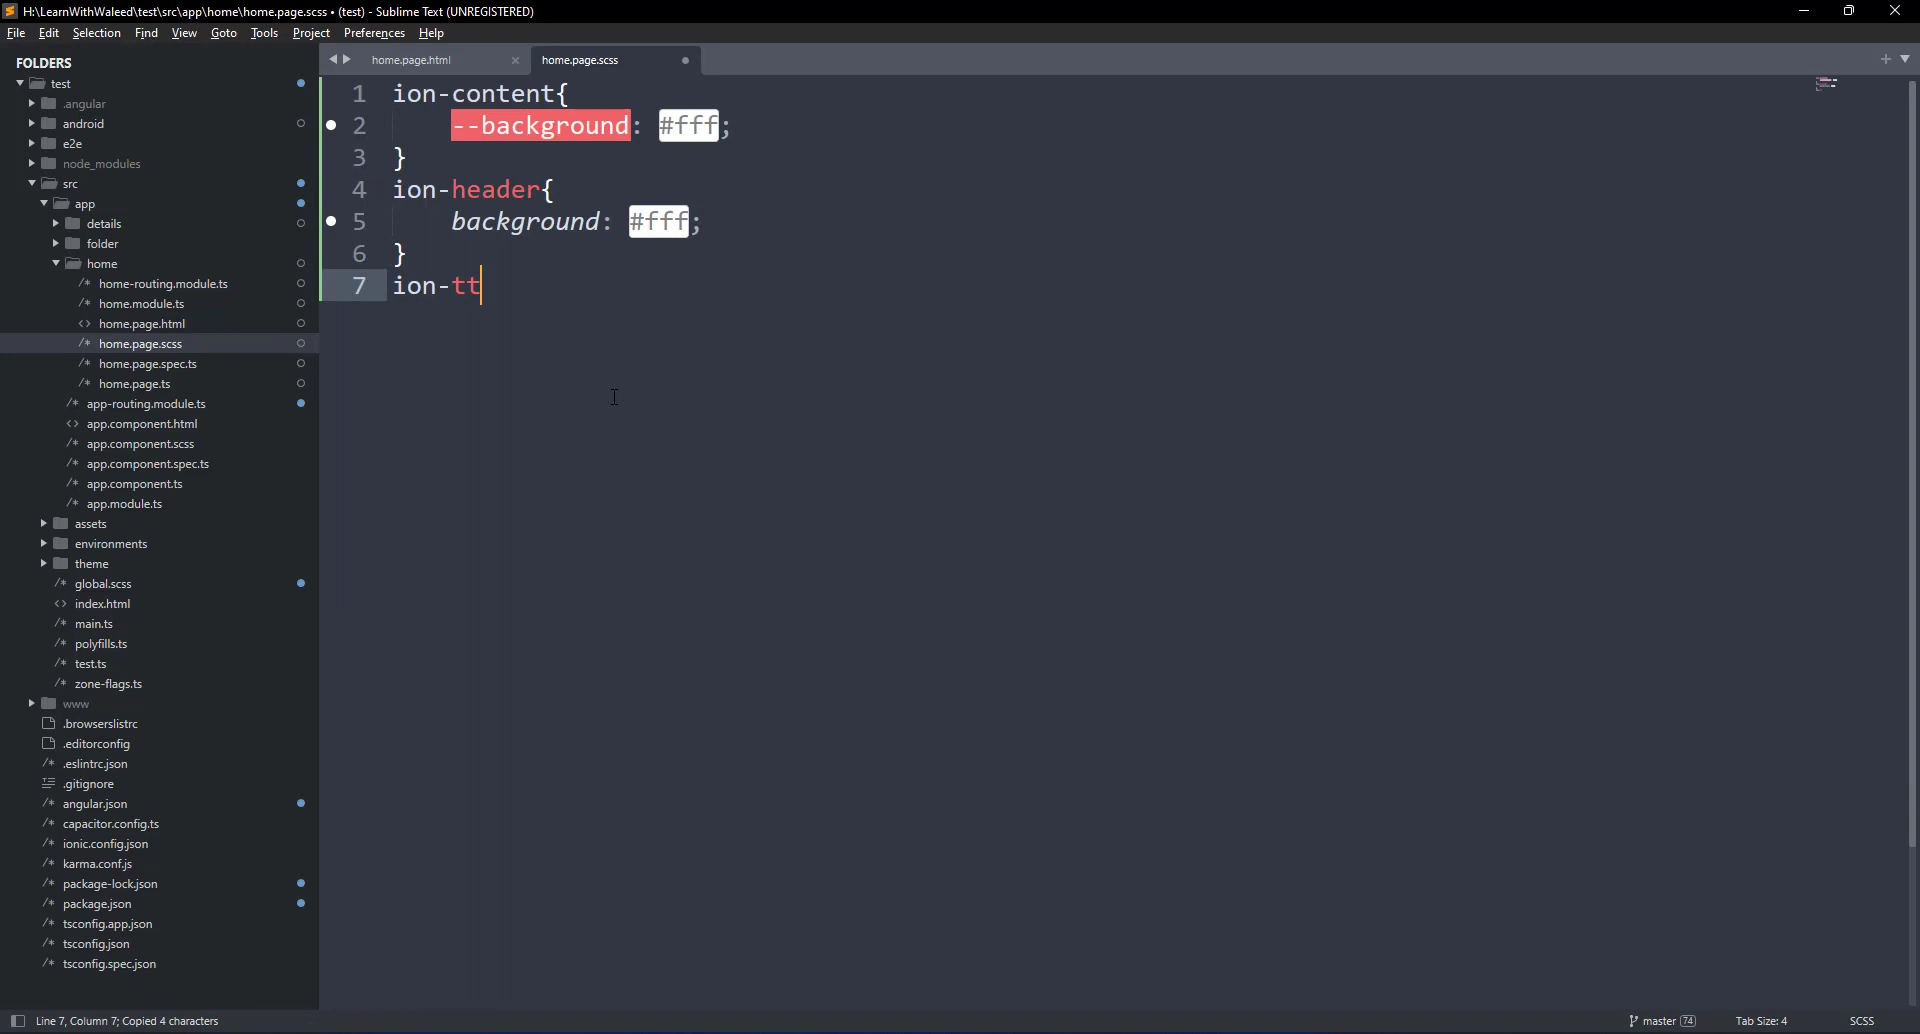 H:\LearnWithWaleed\test\src\app\home\home.page.scss • (test) - Sublime Text (UNREGISTERED)
File Edit Selection Find View Goto Tools Project Preferences Help
FOLDERS
test
.angular
android
e2e
node_modules
src
app
details
folder
home
home-routing.module.ts
home.module.ts
home.page.html
home.page.scss
home.page.spec.ts
home.page.ts
app-routing.module.ts
app.component.html
app.component.scss
app.component.spec.ts
app.component.ts
app.module.ts
assets
environments
theme
global.scss
index.html
main.ts
polyfills.ts
test.ts
zone-flags.ts
www
.browserslistrc
.editorconfig
.eslintrc.json
.gitignore
angular.json
capacitor.config.ts
ionic.config.json
karma.conf.js
package-lock.json
package.json
tsconfig.app.json
tsconfig.json
tsconfig.spec.json
home.page.html home.page.scss
1 ion-content{
2 --background: #fff;
3 }
4 ion-header{
5 background: #fff;
6 }
7 ion-tt
Line 7, Column 7; Copied 4 characters
master 74 Tab Size: 4 SCSS